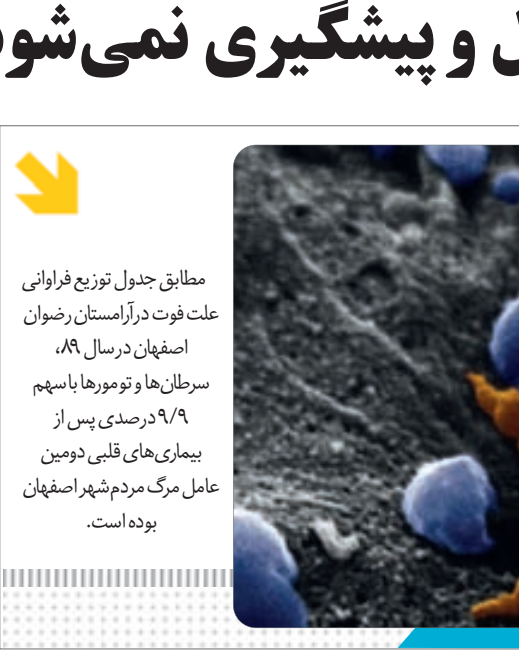 و پیشگیری نمی‌شو
مطابق جدول توزیع فراوانی
علت فوت درآرامستان رضوان
اصفهان در سال ۸۹،
سرطان‌ها و تومورها با سهم
۹/۹ درصدی پس از
بیماری‌های قلبی دومین
عامل مرگ مردم شهر اصفهان
بوده است.